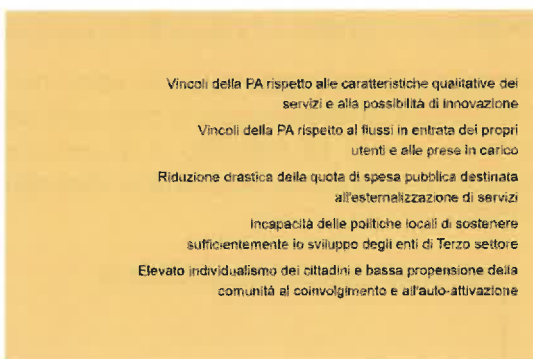 Vincoli della PA rispetto alle caratteristiche qualitative dei
servizi e alla possibilità di innovazione
Vincoli della PA rispetto ai flussi in entrata dei propri
utenti e alle prese in carico
Riduzione drastica della quota di spesa pubblica destinata
all'esternalizzazione di servizi
Incapacità delle politiche locali di sostenere
sufficientemente lo sviluppo degli enti di Terzo settore
Elevato individualismo dei cittadini e bassa propensione della
comunità al coinvolgimento e all'auto-attivazione